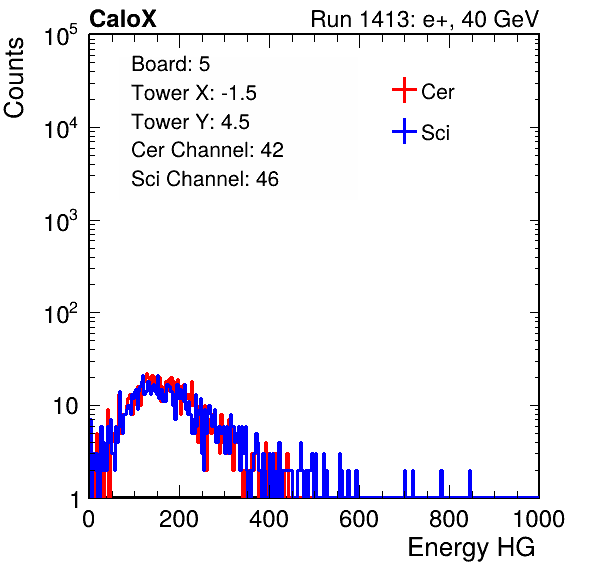 CaloX Run 1413: e+, 40 GeV
Counts
Board: 5
Tower X: -1.5
Tower Y: 4.5
Cer Channel: 42
Sci Channel: 46
Cer
Sci
10^5
10^4
10^3
10^2
10
1
0 200 400 600 800 1000
Energy HG